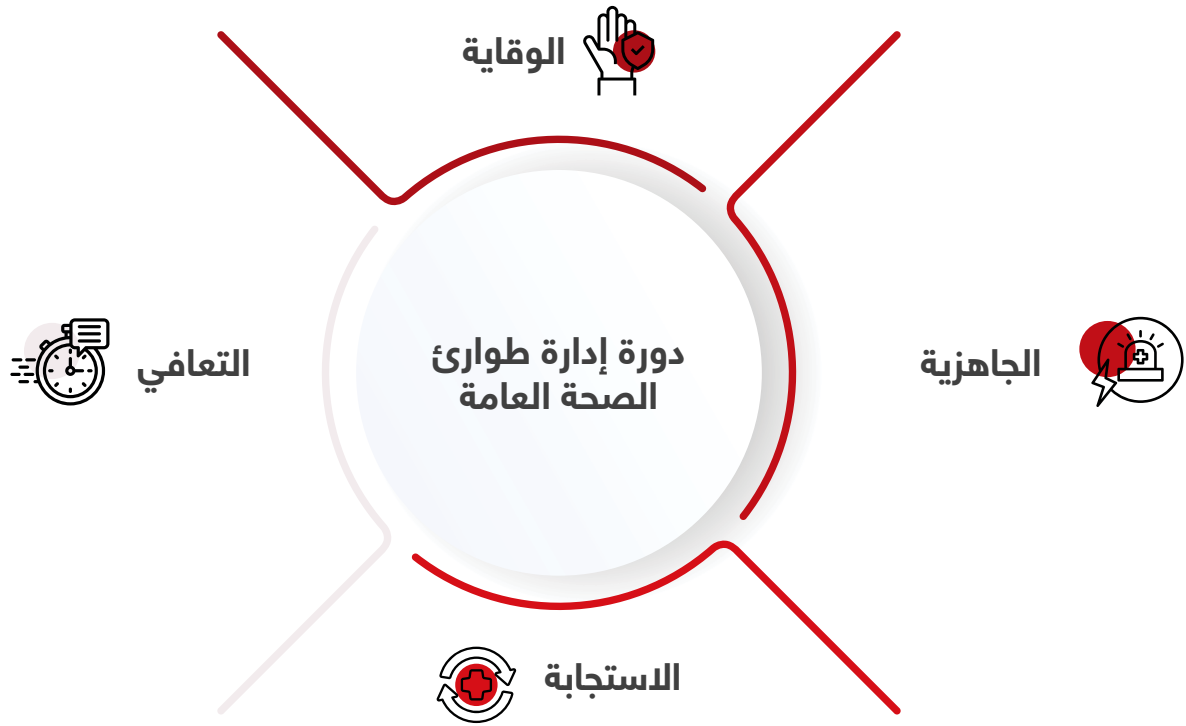 الوقاية
الجاهزية
دورة إدارة طوارئ
الصحة العامة
التعافي
الاستجابة